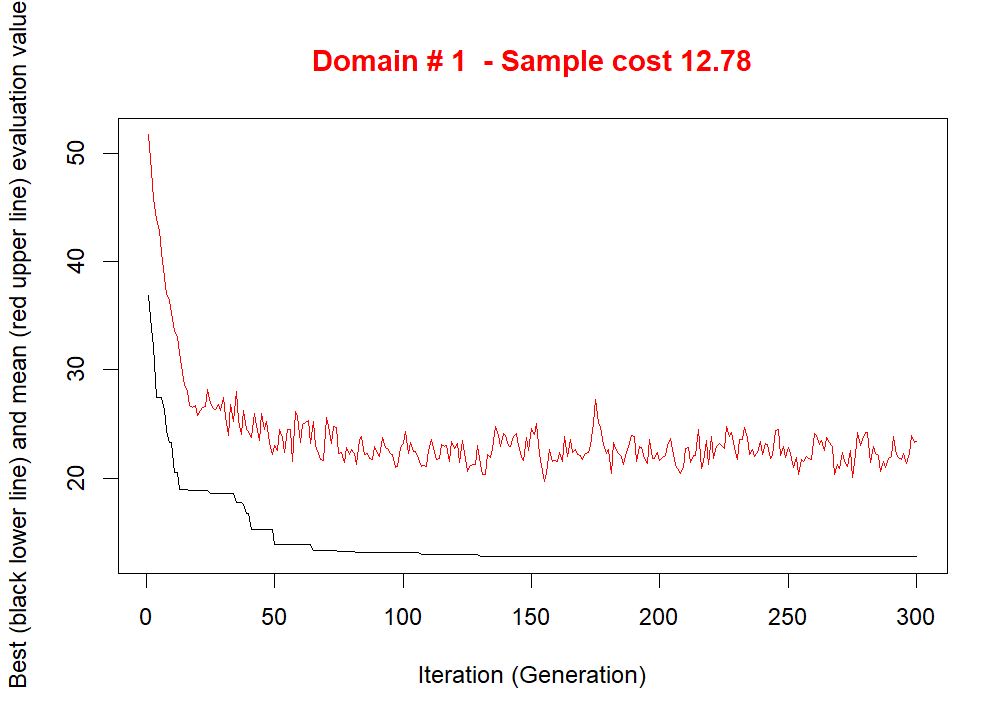 Domain # 1 - Sample cost 12.78
Best (black lower line) and mean (red upper line) evaluation value
50
40
30
20
0 50 100 150 200 250 300
Iteration (Generation)